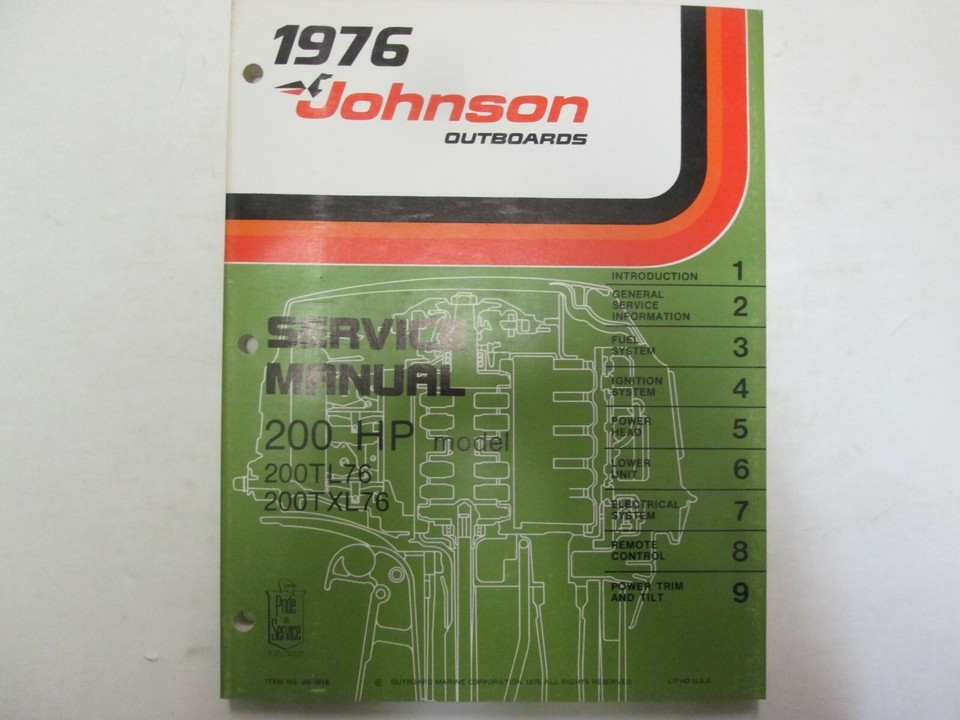 1976
Johnson
OUTBOARDS
INTRODUCTION 1
GENERAL
SERVICE
INFORMATION 2
FUEL
SYSTEM 3
IGNITION
SYSTEM 4
POWER
HEAD 5
LOWER
UNIT 6
ELECTRICAL
SYSTEM 7
REMOTE
CONTROL 8
POWER TRIM
AND TILT 9
SERVICE
MANUAL
200 HP model
200TL76
200TXL76
Pride
in
Service
ITEM NO.
© OUTBOARD MARINE CORPORATION 1975 ALL RIGHTS RESERVED
LITHO U.S.A.